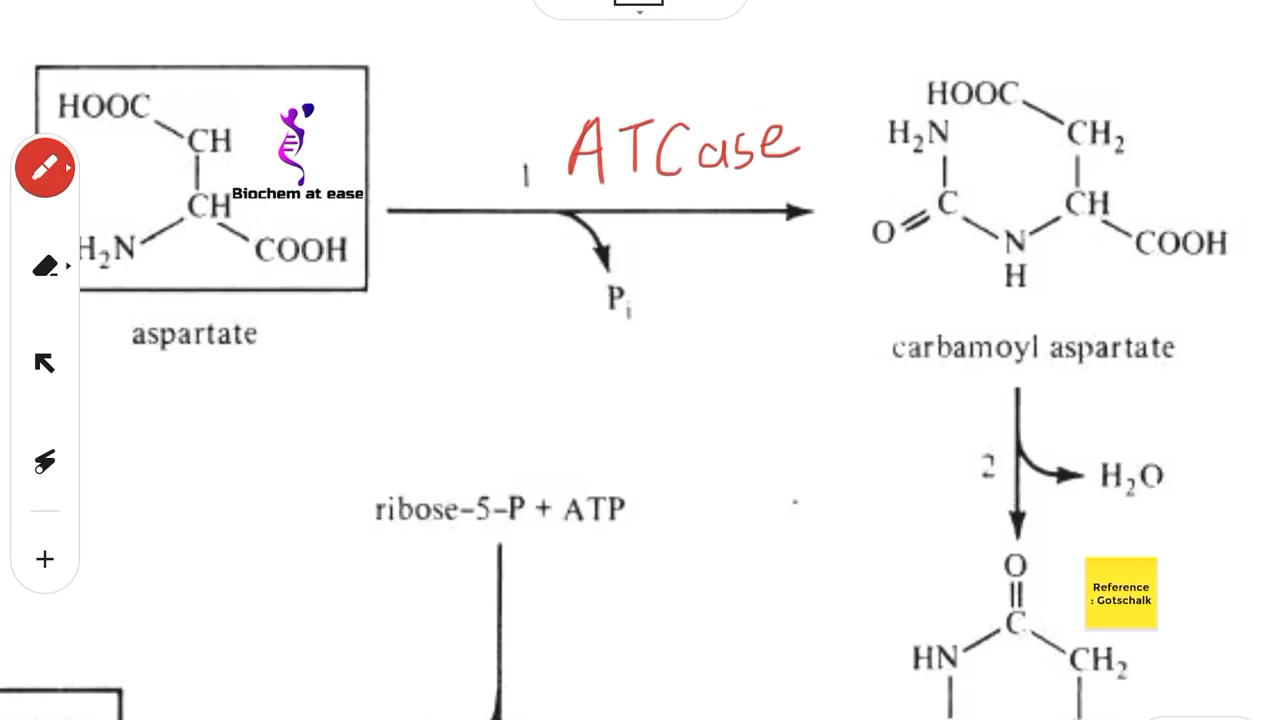 HOOC
CH
CH
H₂N
COOH
Biochem at ease
aspartate
1
ATCase
Pi
HOOC
H₂N
CH₂
C
CH
O
N
H
COOH
carbamoyl aspartate
2
H₂O
ribose-5-P + ATP
O
C
HN
CH₂
Reference
: Gotschalk